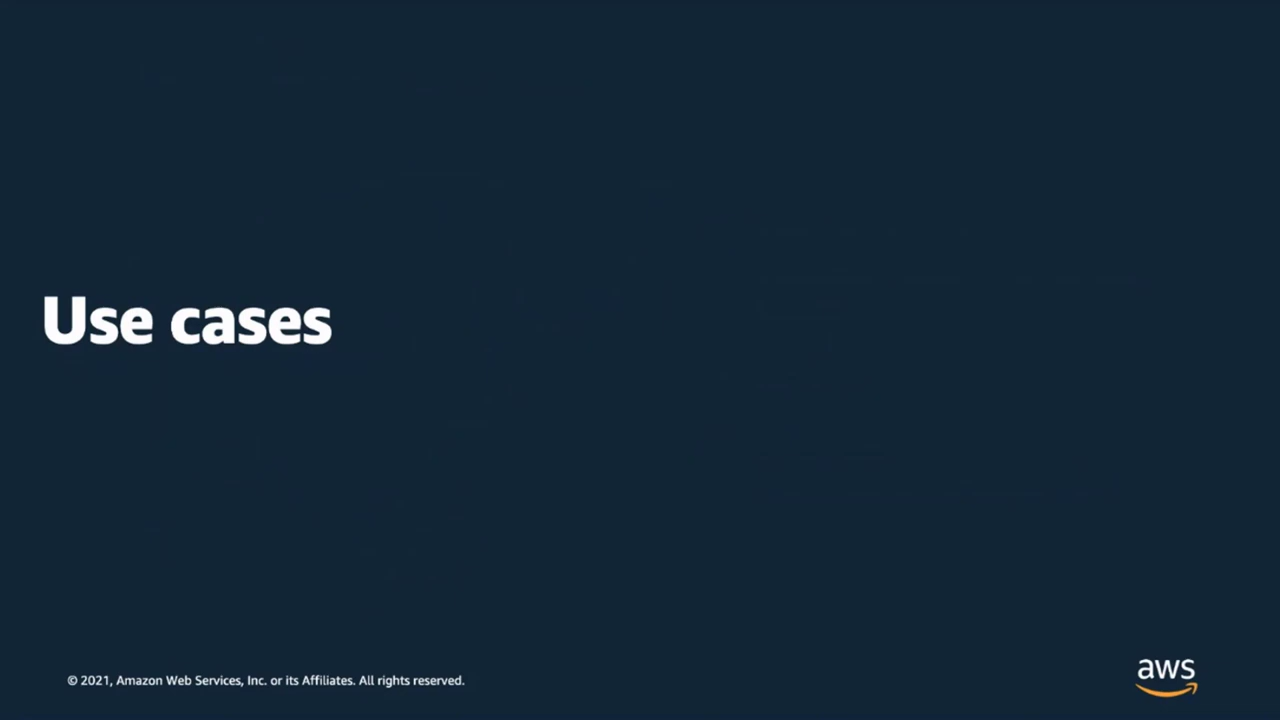 Use cases
© 2021, Amazon Web Services, Inc. or its Affiliates. All rights reserved.
aws